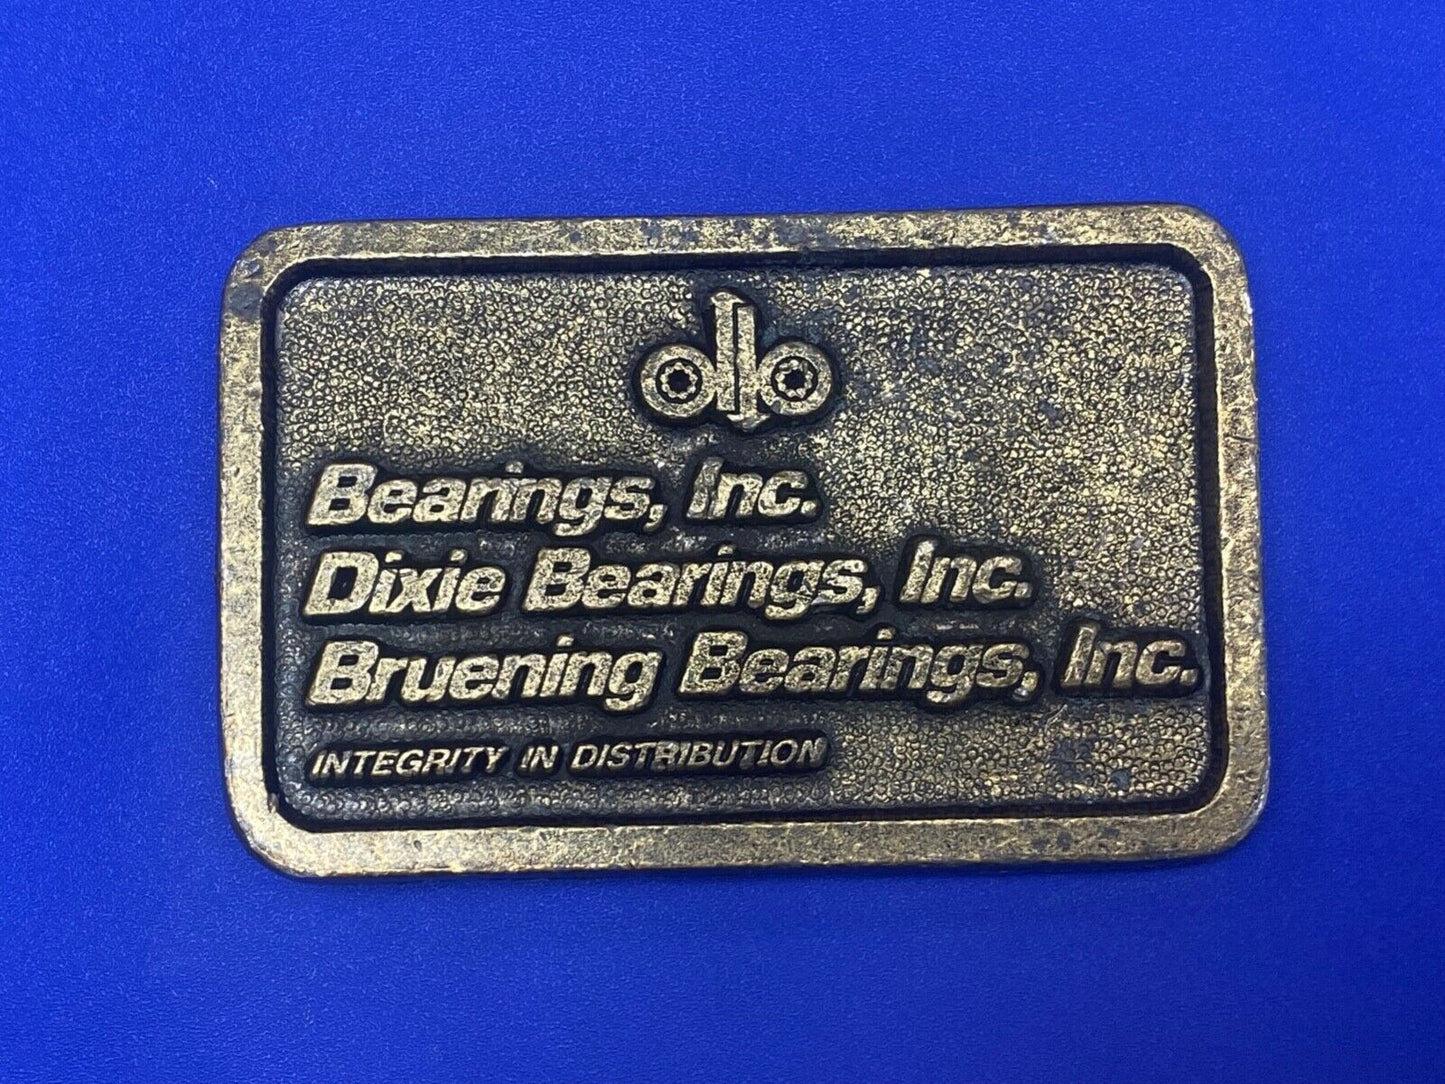 Bearings, Inc.
Dixie Bearings, Inc.
Bruening Bearings, Inc.
INTEGRITY IN DISTRIBUTION